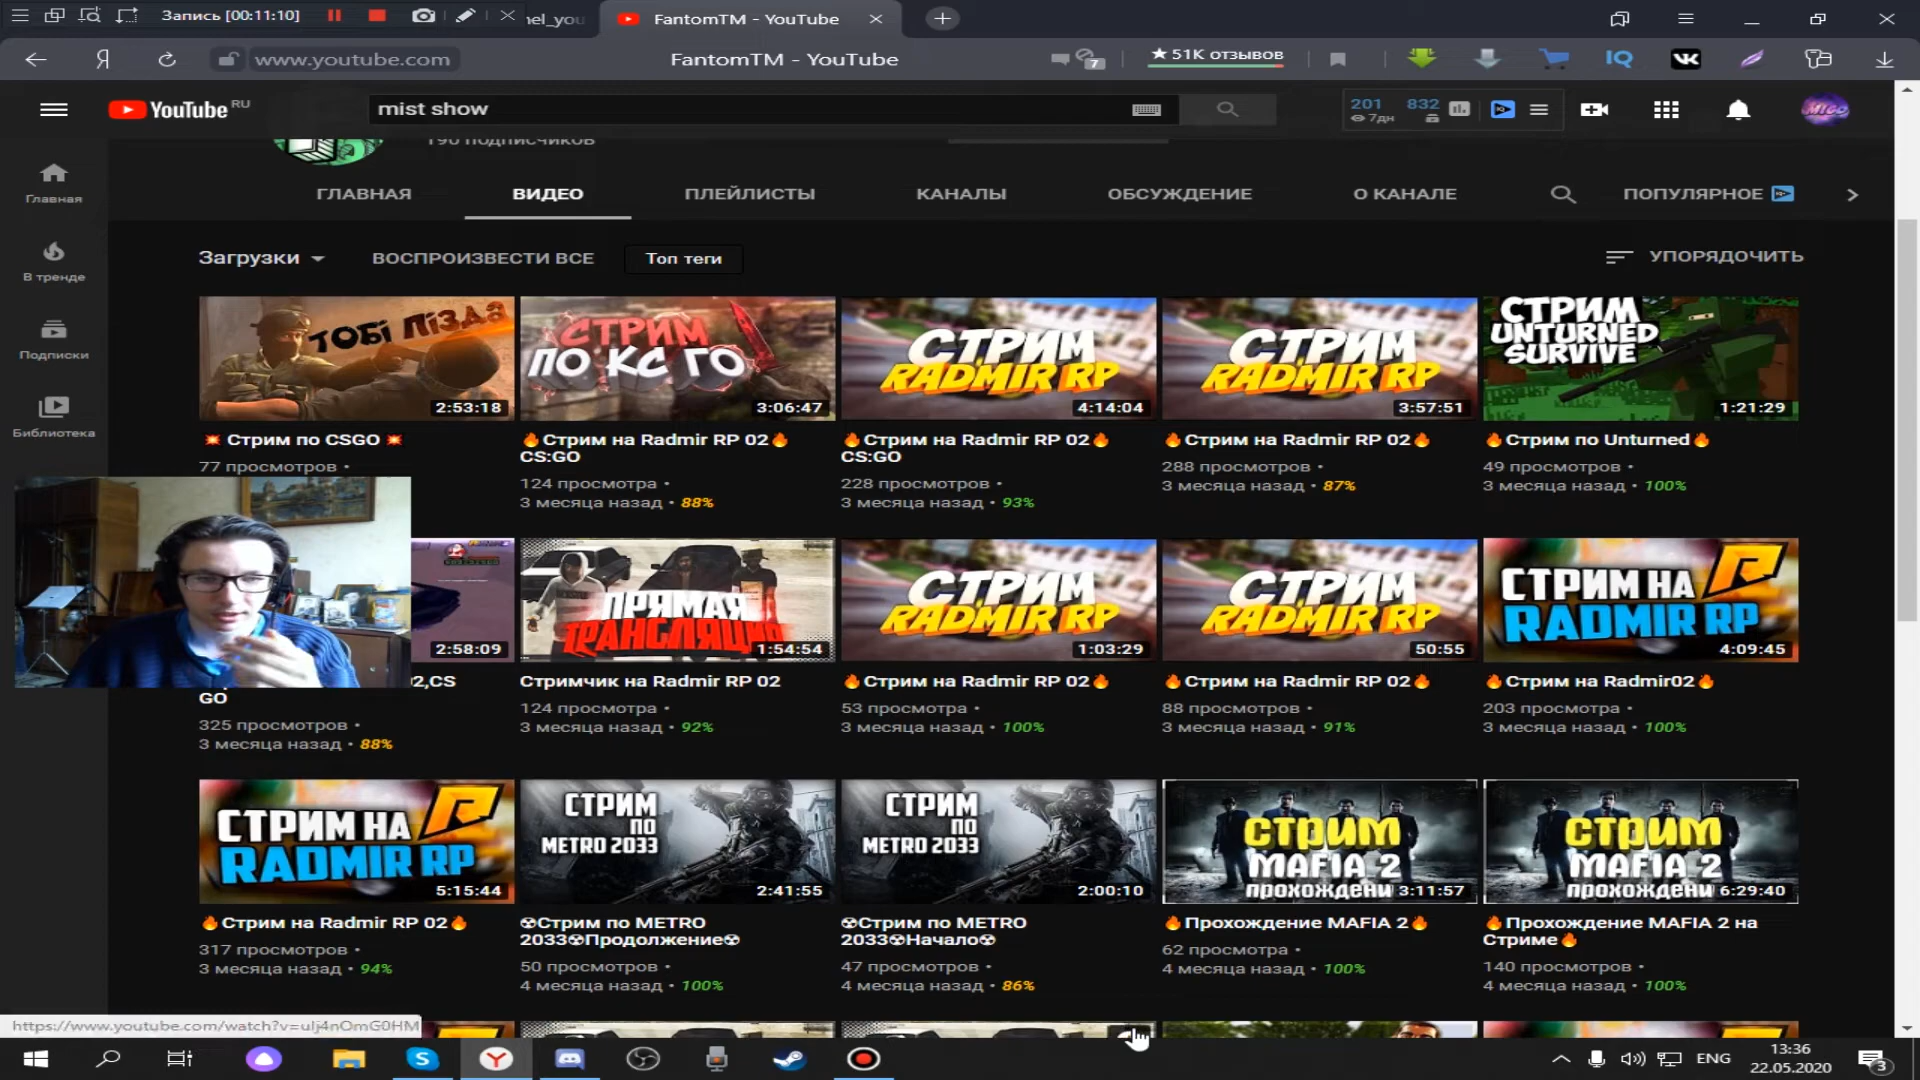 Запись [00:11:10]
FantomTM - YouTube
www.youtube.com
FantomTM - YouTube
7
★ 51К отзывов
IQ
YouTube RU
mist show
201
7дн
832
MIGO
196 подписчиков
ГЛАВНАЯ
ВИДЕО
ПЛЕЙЛИСТЫ
КАНАЛЫ
ОБСУЖДЕНИЕ
О КАНАЛЕ
ПОПУЛЯРНОЕ
Главная
В тренде
Подписки
Библиотека
Загрузки
ВОСПРОИЗВЕСТИ ВСЕ
Топ теги
УПОРЯДОЧИТЬ
ТОБІ ПІЗДА
2:53:18
СТРИМ
ПО КС ГО
3:06:47
СТРИМ
RADMIR RP
4:14:04
СТРИМ
RADMIR RP
3:57:51
СТРИМ
UNTURNED
SURVIVE
1:21:29
💥 Стрим по CSGO 💥
77 просмотров •
🔥Стрим на Radmir RP 02🔥
CS:GO
124 просмотра •
3 месяца назад • 88%
🔥Стрим на Radmir RP 02🔥
CS:GO
228 просмотров •
3 месяца назад • 93%
🔥Стрим на Radmir RP 02🔥
288 просмотров •
3 месяца назад • 87%
🔥Стрим по Unturned🔥
49 просмотров •
3 месяца назад • 100%
2:58:09
ПРЯМАЯ
ТРАНСЛЯЦИЯ
1:54:54
СТРИМ
RADMIR RP
1:03:29
СТРИМ
RADMIR RP
50:55
СТРИМ НА
RADMIR RP
4:09:45
2,CS
GO
325 просмотров •
3 месяца назад • 88%
Стримчик на Radmir RP 02
124 просмотра •
3 месяца назад • 92%
🔥Стрим на Radmir RP 02🔥
53 просмотра •
3 месяца назад • 100%
🔥Стрим на Radmir RP 02🔥
88 просмотров •
3 месяца назад • 91%
🔥Стрим на Radmir02🔥
203 просмотра •
3 месяца назад • 100%
СТРИМ НА
RADMIR RP
5:15:44
СТРИМ
ПО
METRO 2033
2:41:55
СТРИМ
ПО
METRO 2033
2:00:10
СТРИМ
MAFIA 2
прохождени
3:11:57
СТРИМ
MAFIA 2
прохождени
6:29:40
🔥Стрим на Radmir RP 02🔥
317 просмотров •
3 месяца назад • 94%
☢Стрим по METRO
2033☢Продолжение☢
50 просмотров •
4 месяца назад • 100%
☢Стрим по METRO
2033☢Начало☢
47 просмотров •
4 месяца назад • 86%
🔥Прохождение MAFIA 2🔥
62 просмотра •
4 месяца назад • 100%
🔥Прохождение MAFIA 2 на
Стриме🔥
140 просмотров •
4 месяца назад • 100%
https://www.youtube.com/watch?v=ulj4nOmG0HM
ENG
13:36
22.05.2020
3